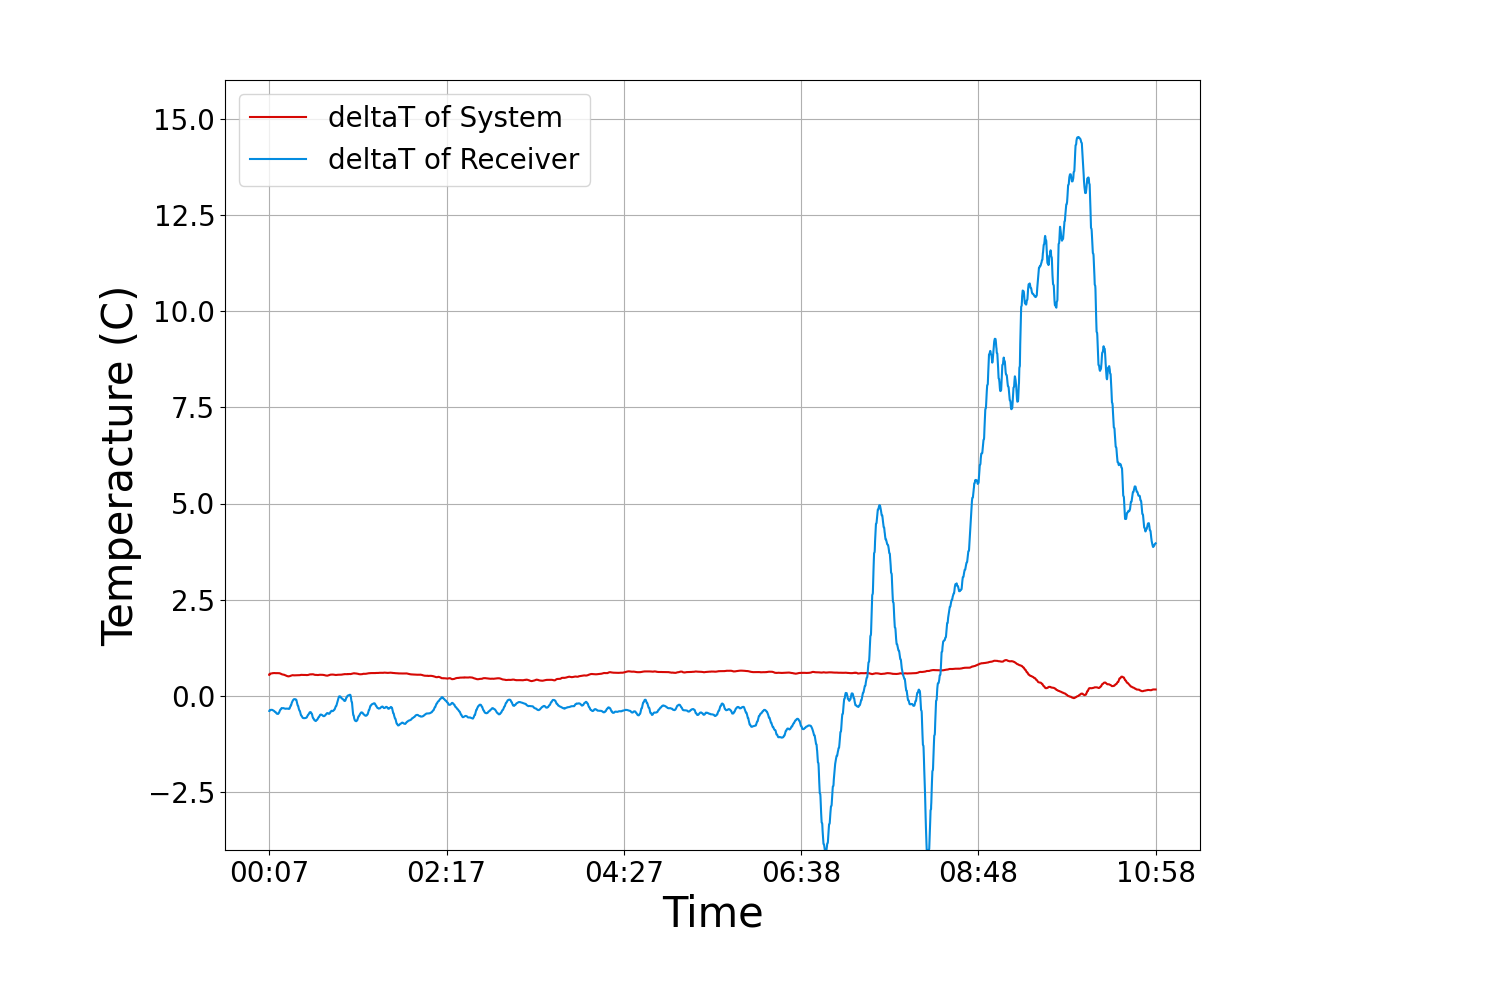 deltaT of System
deltaT of Receiver
15.0
12.5
10.0
7.5
5.0
2.5
0.0
−2.5
Temperacture (C)
00:07 02:17 04:27 06:38 08:48 10:58
Time